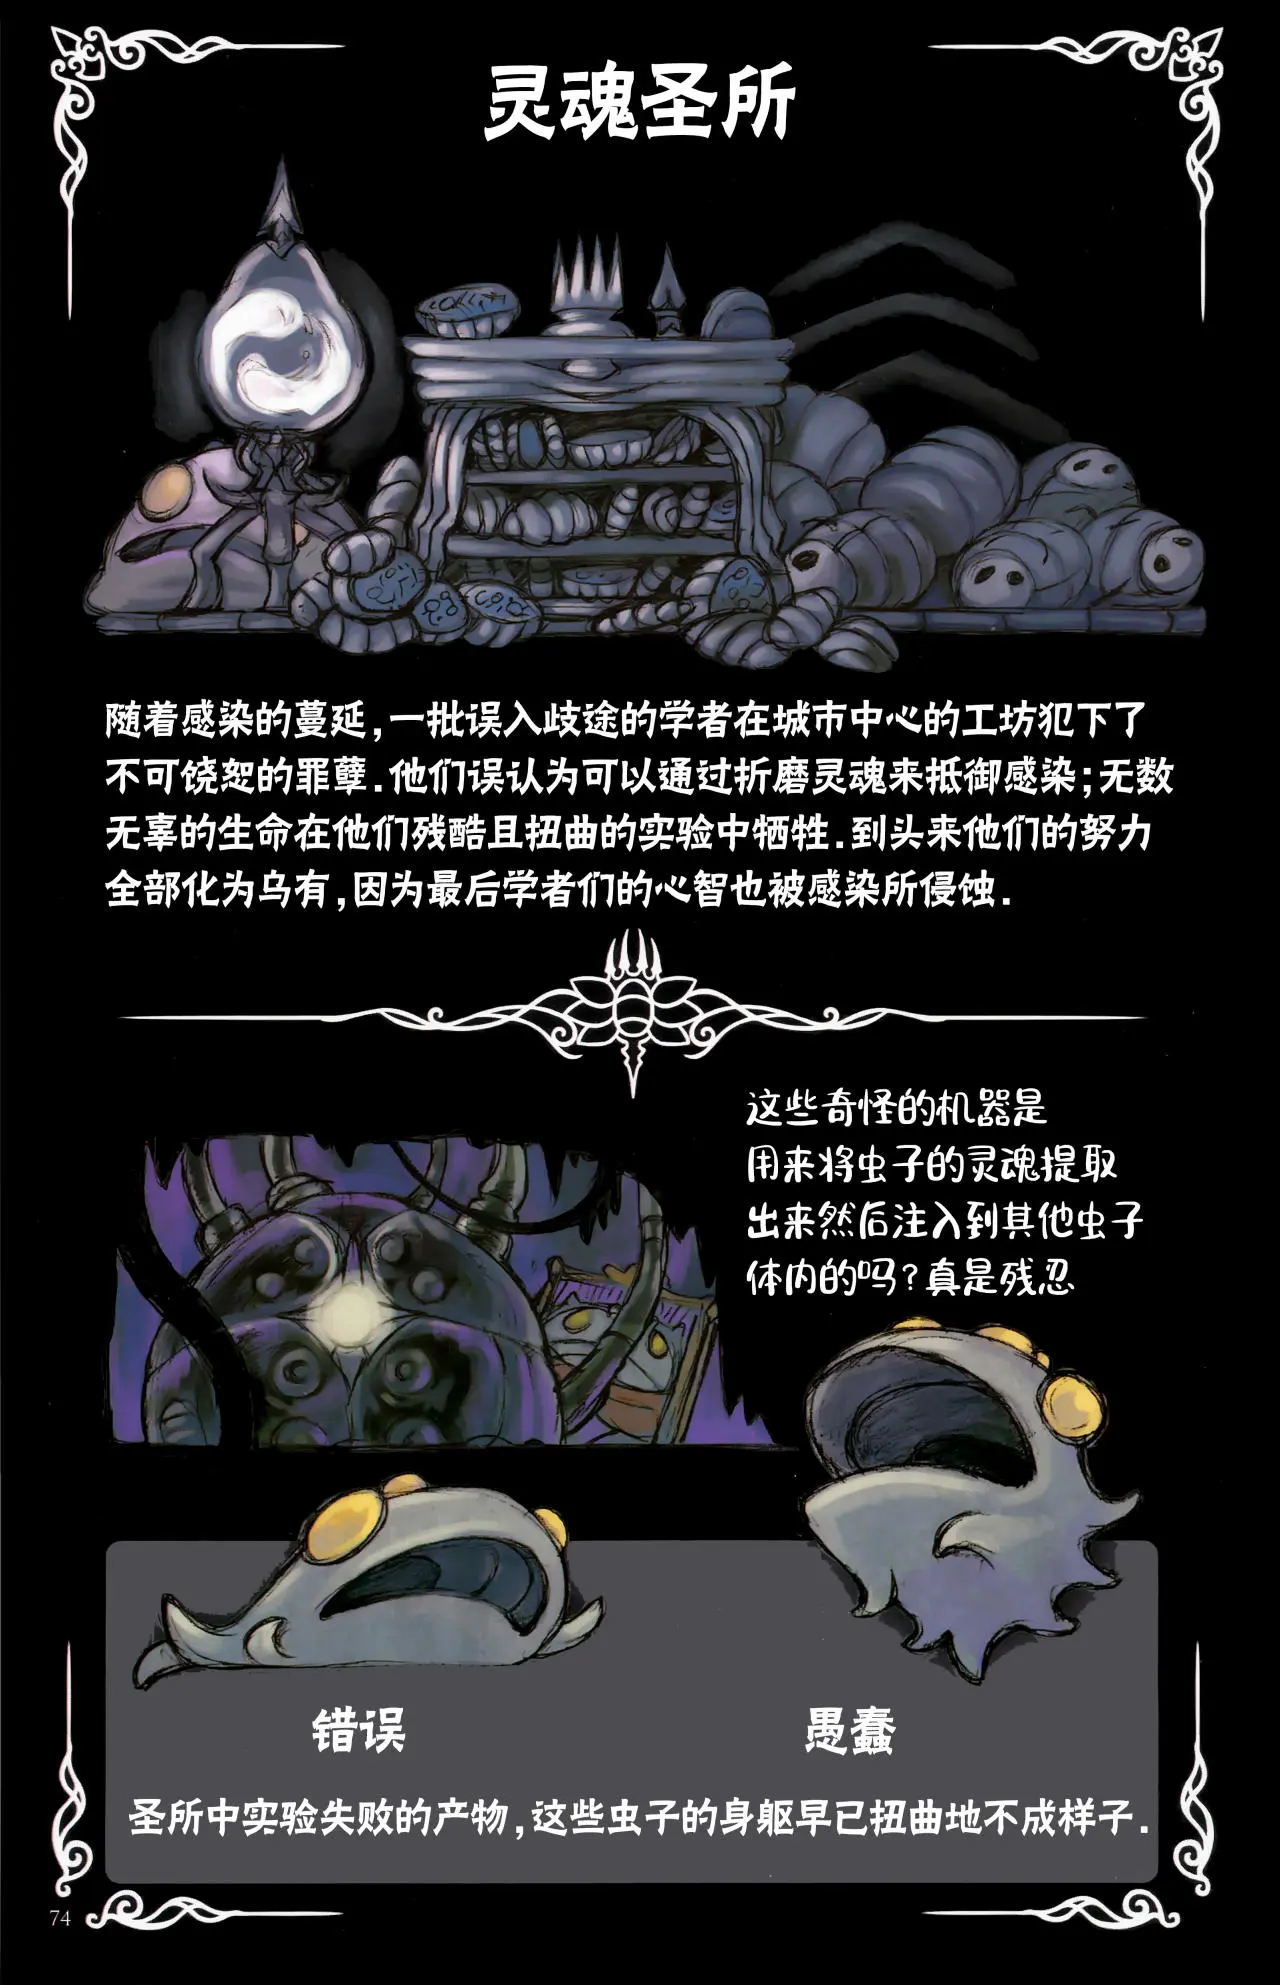 灵魂圣所
随着感染的蔓延,一批误入歧途的学者在城市中心的工坊犯下了
不可饶恕的罪孽.他们误认为可以通过折磨灵魂来抵御感染;无数
无辜的生命在他们残酷且扭曲的实验中牺牲.到头来他们的努力
全部化为乌有,因为最后学者们的心智也被感染所侵蚀.
这些奇怪的机器是
用来将虫子的灵魂提取
出来然后注入到其他虫子
体内的吗?真是残忍
错误
愚蠢
圣所中实验失败的产物,这些虫子的身躯早已扭曲地不成样子.
74